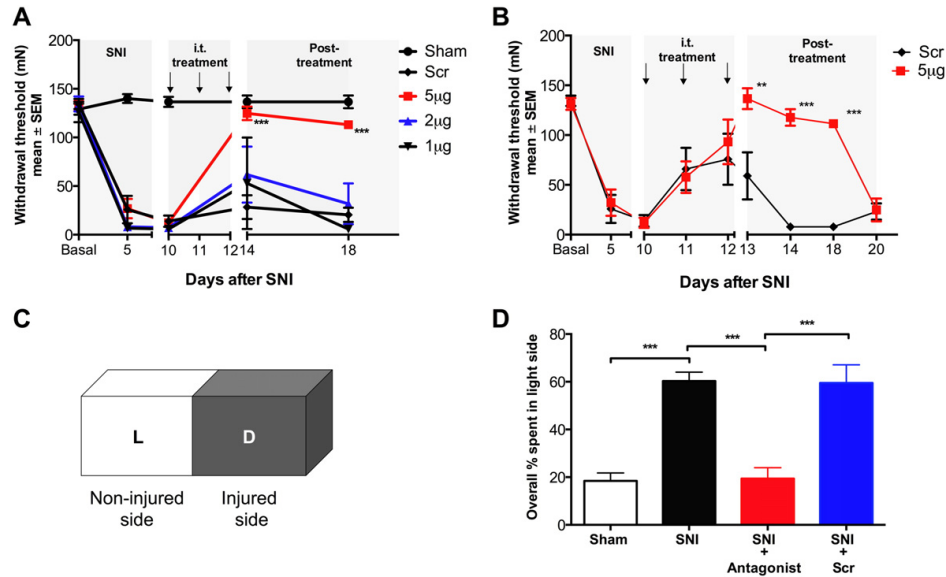 A
Withdrawal threshold (mN)
mean ± SEM
200
150
100
50
0
SNI
i.t.
treatment
Post-
treatment
***
***
Basal
5
10
11
12
14
18
Days after SNI
Sham
Scr
5µg
2µg
1µg
B
Withdrawal threshold (mN)
mean ± SEM
200
150
100
50
0
SNI
i.t.
treatment
Post-
treatment
**
***
***
Basal
5
10
11
12
13
14
18
20
Days after SNI
Scr
5µg
C
L
D
Non-injured
side
Injured
side
D
Overall % spent in light side
80
60
40
20
0
***
***
***
Sham
SNI
SNI
+
Antagonist
SNI
+
Scr